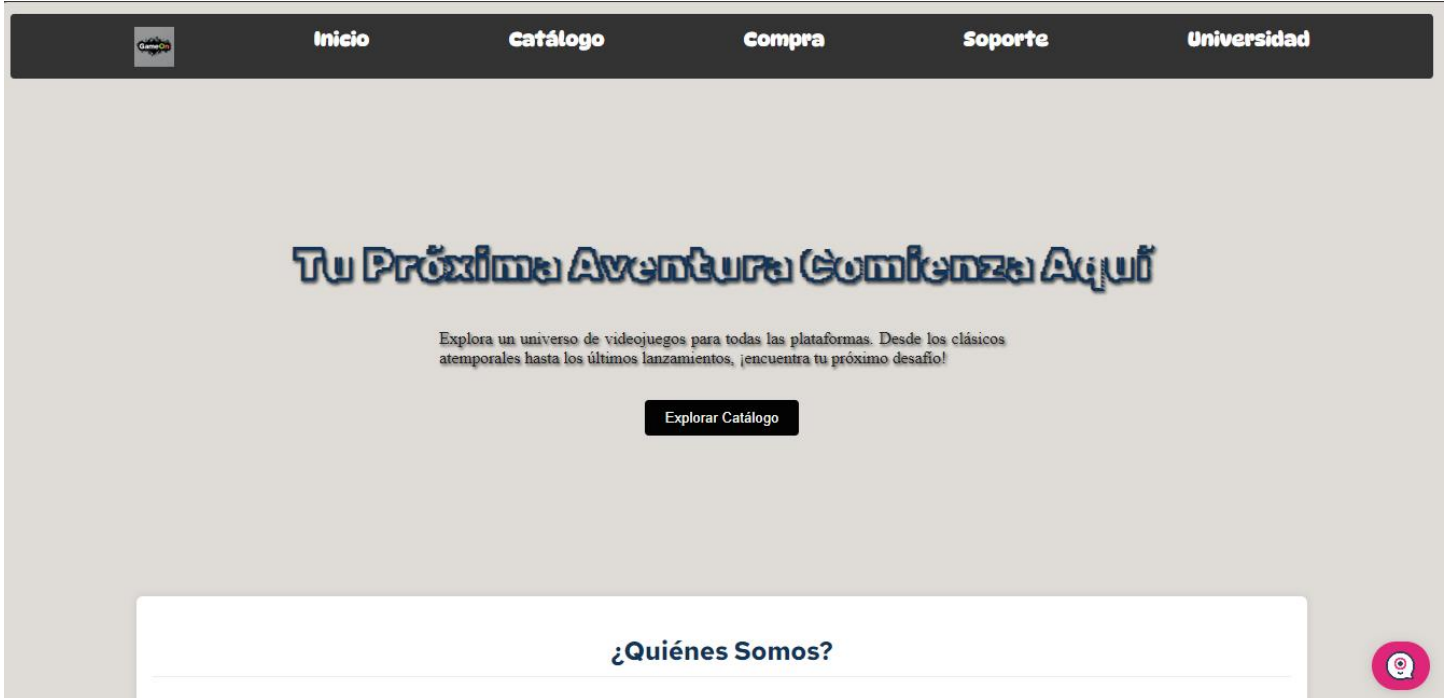 GameOn
Inicio
Catálogo
Compra
Soporte
Universidad
Tu Próxima Aventura Comienza Aquí
Explora un universo de videojuegos para todas las plataformas. Desde los clásicos
atemporales hasta los últimos lanzamientos, ¡encuentra tu próximo desafío!
Explorar Catálogo
¿Quiénes Somos?